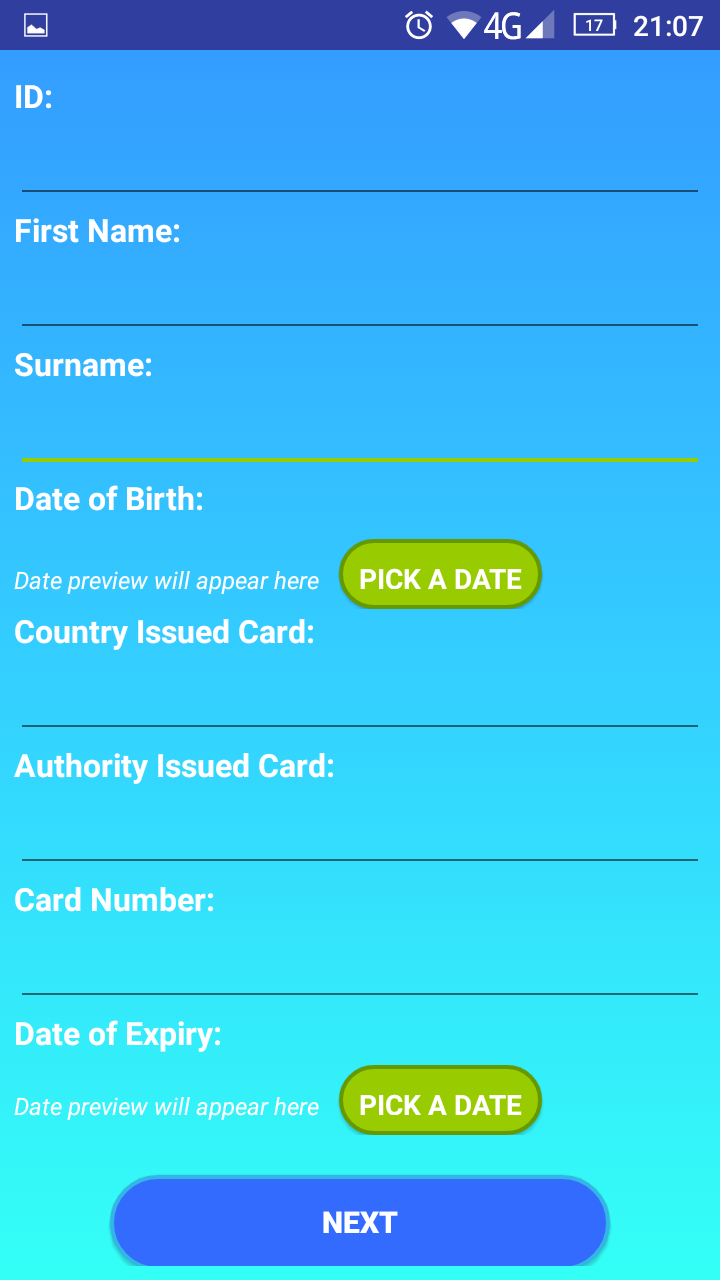 4G 17 21:07
ID:
First Name:
Surname:
Date of Birth:
Date preview will appear here PICK A DATE
Country Issued Card:
Authority Issued Card:
Card Number:
Date of Expiry:
Date preview will appear here PICK A DATE
NEXT